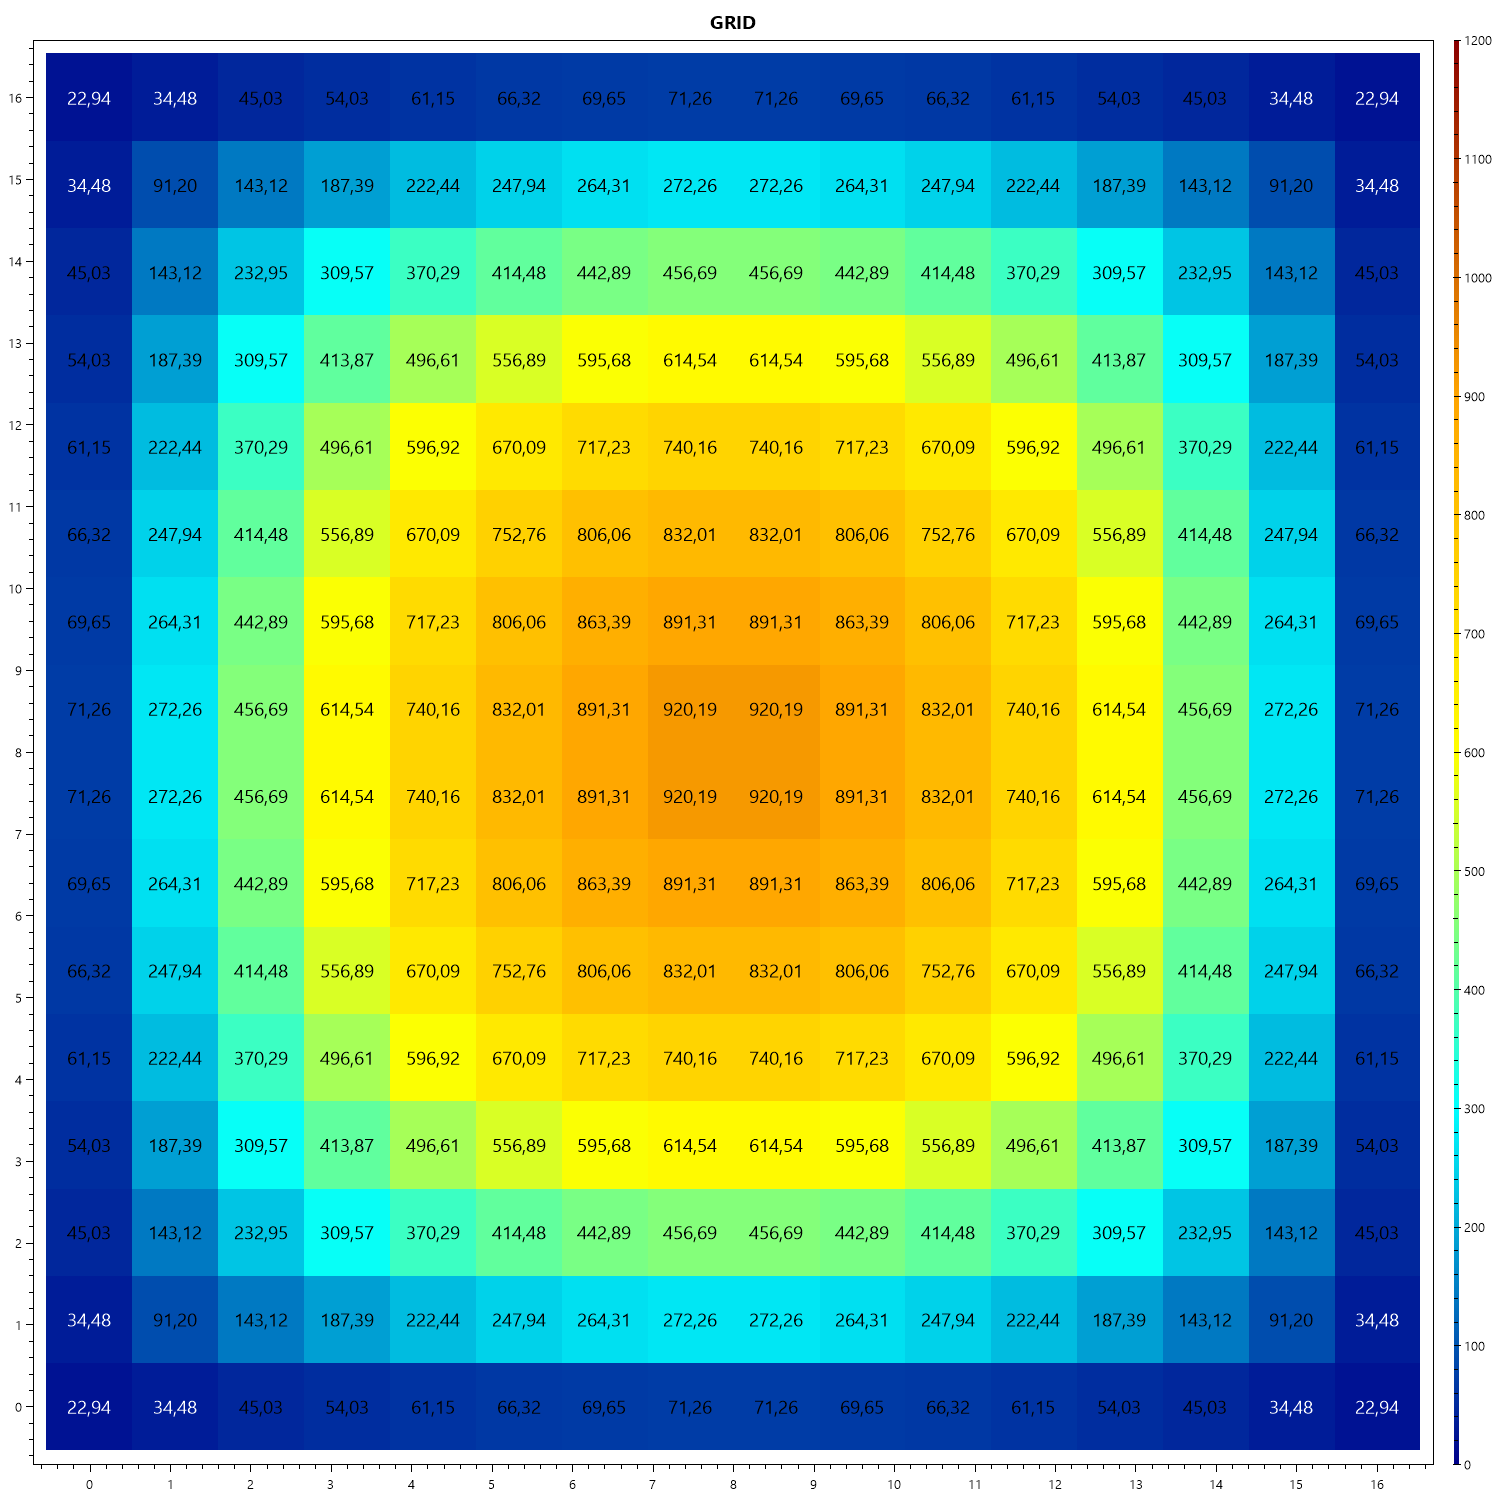 GRID
1200
16 22,94 34,48 45,03 54,03 61,15 66,32 69,65 71,26 71,26 69,65 66,32 61,15 54,03 45,03 34,48 22,94
1100
15 34,48 91,20 143,12 187,39 222,44 247,94 264,31 272,26 272,26 264,31 247,94 222,44 187,39 143,12 91,20 34,48
14 45,03 143,12 232,95 309,57 370,29 414,48 442,89 456,69 456,69 442,89 414,48 370,29 309,57 232,95 143,12 45,03
1000
13 54,03 187,39 309,57 413,87 496,61 556,89 595,68 614,54 614,54 595,68 556,89 496,61 413,87 309,57 187,39 54,03
900
12 61,15 222,44 370,29 496,61 596,92 670,09 717,23 740,16 740,16 717,23 670,09 596,92 496,61 370,29 222,44 61,15
11
800
66,32 247,94 414,48 556,89 670,09 752,76 806,06 832,01 832,01 806,06 752,76 670,09 556,89 414,48 247,94 66,32
10
69,65 264,31 442,89 595,68 717,23 806,06 863,39 891,31 891,31 863,39 806,06 717,23 595,68 442,89 264,31 69,65
700
9
71,26 272,26 456,69 614,54 740,16 832,01 891,31 920,19 920,19 891,31 832,01 740,16 614,54 456,69 272,26 71,26
8 600
71,26 272,26 456,69 614,54 740,16 832,01 891,31 920,19 920,19 891,31 832,01 740,16 614,54 456,69 272,26 71,26
7
500
69,65 264,31 442,89 595,68 717,23 806,06 863,39 891,31 891,31 863,39 806,06 717,23 595,68 442,89 264,31 69,65
6
66,32 247,94 414,48 556,89 670,09 752,76 806,06 832,01 832,01 806,06 752,76 670,09 556,89 414,48 247,94 66,32
400
5
61,15 222,44 370,29 496,61 596,92 670,09 717,23 740,16 740,16 717,23 670,09 596,92 496,61 370,29 222,44 61,15
4
300
54,03 187,39 309,57 413,87 496,61 556,89 595,68 614,54 614,54 595,68 556,89 496,61 413,87 309,57 187,39 54,03
3
200
45,03 143,12 232,95 309,57 370,29 414,48 442,89 456,69 456,69 442,89 414,48 370,29 309,57 232,95 143,12 45,03
2
1 34,48 91,20 143,12 187,39 222,44 247,94 264,31 272,26 272,26 264,31 247,94 222,44 187,39 143,12 91,20 34,48
100
0 22,94 34,48 45,03 54,03 61,15 66,32 69,65 71,26 71,26 69,65 66,32 61,15 54,03 45,03 34,48 22,94
0
0 1 2 3 4 5 6 7 8 9 10 11 12 13 14 15 16